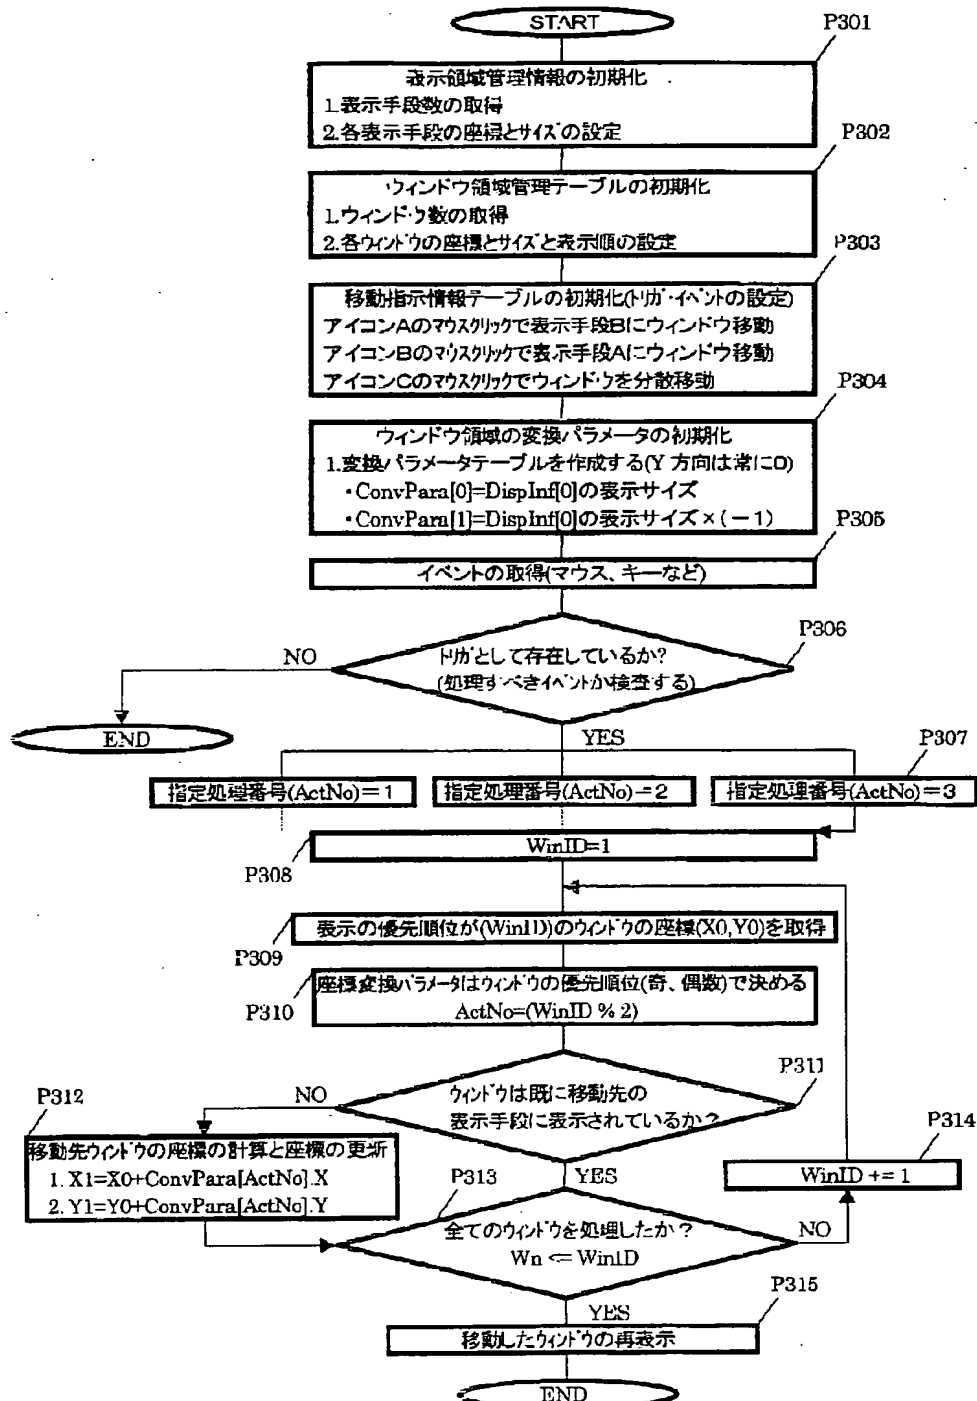 START
P301
表示領域管理情報の初期化
1.表示手段数の取得
2.各表示手段の座標とサイズの設定
P302
ウィンドウ領域管理テーブルの初期化
1.ウィンドウ数の取得
2.各ウィンドウの座標とサイズと表示順の設定
P303
移動指示情報テーブルの初期化(トリガ・イベントの設定)
アイコンAのマウスクリックで表示手段Bにウィンドウ移動
アイコンBのマウスクリックで表示手段Aにウィンドウ移動
アイコンCのマウスクリックでウィンドウを分散移動
P304
ウィンドウ領域の変換パラメータの初期化
1.変換パラメータテーブルを作成する(Y方向は常に0)
・ConvPara[0]=DispInf[0]の表示サイズ
・ConvPara[1]=DispInf[0]の表示サイズ×(－1)
P305
イベントの取得(マウス、キーなど)
P306
トリガとして存在しているか?
(処理すべきイベントか検査する)
NO
END
YES
P307
指定処理番号(ActNo)＝1
指定処理番号(ActNo)＝2
指定処理番号(ActNo)＝3
WinID=1
P308
表示の優先順位が(WinID)のウィンドウの座標(X0,Y0)を取得
P309
座標変換パラメータはウィンドウの優先順位(奇、偶数)で決める
ActNo=(WinID % 2)
P310
P311
ウィンドウは既に移動先の
表示手段に表示されているか?
NO
P312
移動先ウィンドウの座標の計算と座標の更新
1. X1=X0+ConvPara[ActNo].X
2. Y1=Y0+ConvPara[ActNo].Y
YES
P313
全てのウィンドウを処理したか?
Wn <= WinID
NO
P314
WinID += 1
YES
P315
移動したウィンドウの再表示
END